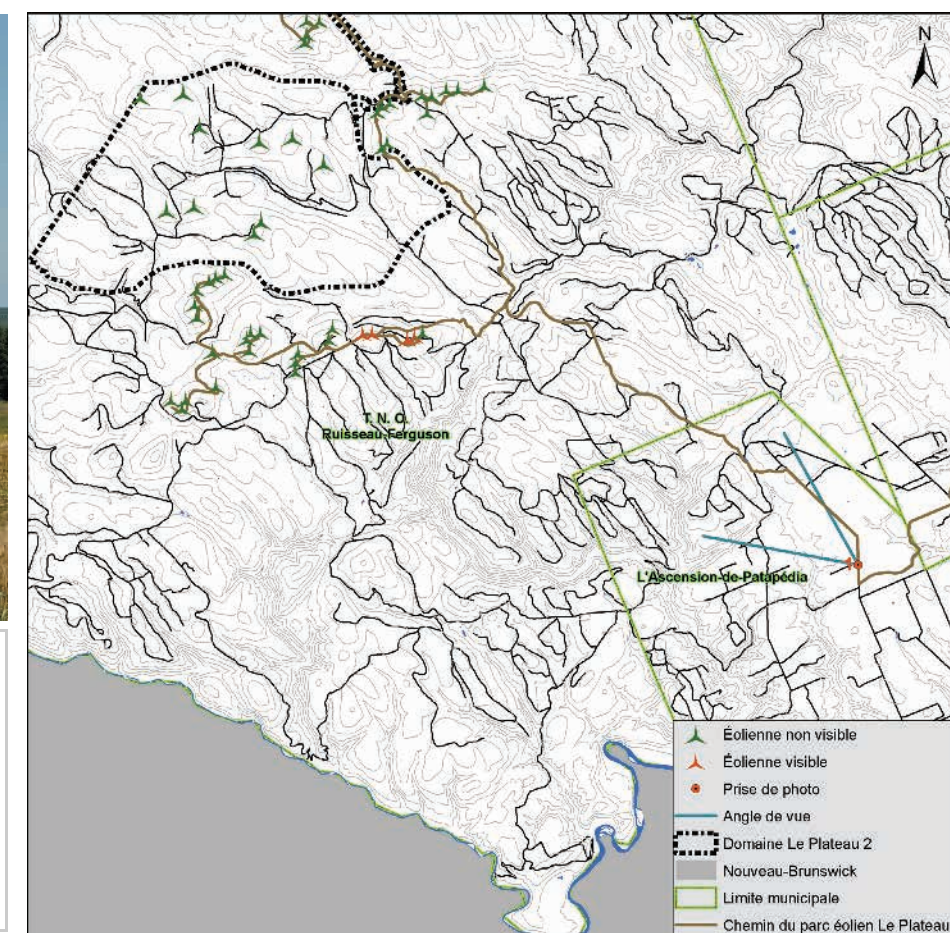 N
T. N. O.
Ruisseau Ferguson
L'Ascension-de-Patapédia
1
Éolienne non visible
Éolienne visible
Prise de photo
Angle de vue
Domaine Le Plateau 2
Nouveau-Brunswick
Limite municipale
Chemin du parc éolien Le Plateau